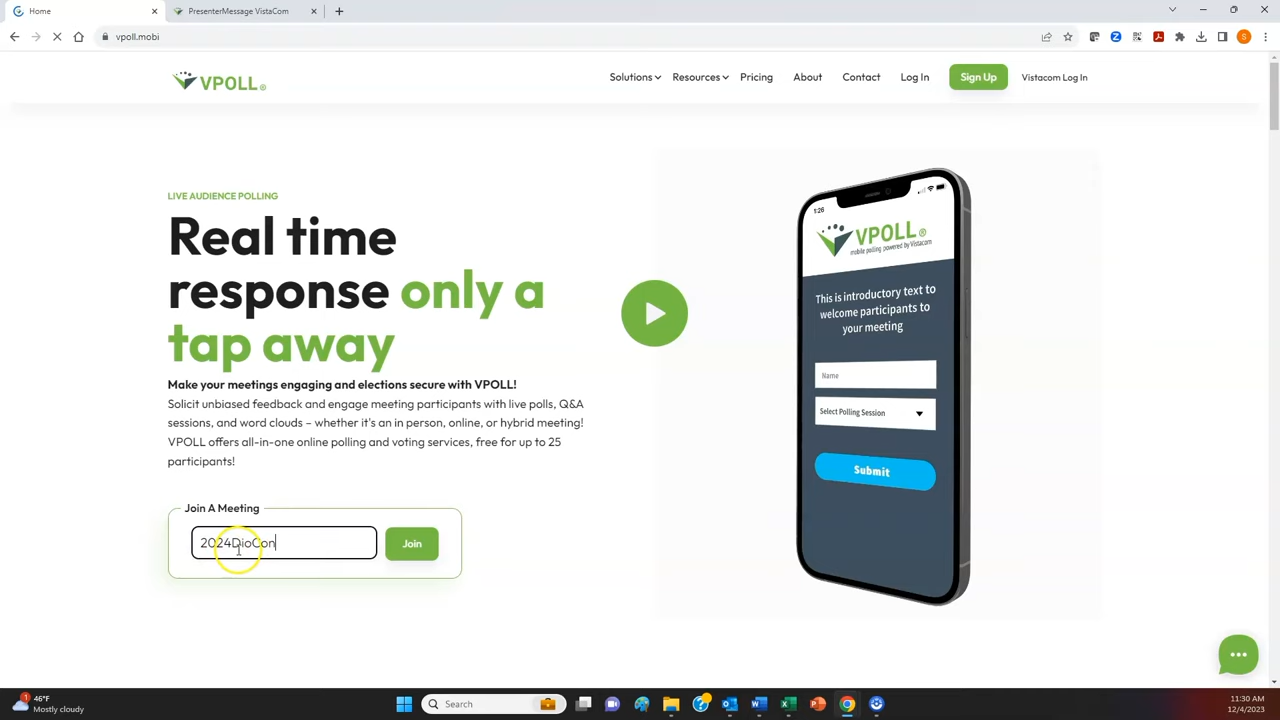 Home
PresenterMessage VistaCom
vpoll.mobi
S
VPOLL®
Solutions
Resources
Pricing
About
Contact
Log In
Sign Up
Vistacom Log In
LIVE AUDIENCE POLLING
Real time
response only a
tap away
Make your meetings engaging and elections secure with VPOLL!
Solicit unbiased feedback and engage meeting participants with live polls, Q&A
sessions, and word clouds – whether it's an in person, online, or hybrid meeting!
VPOLL offers all-in-one online polling and voting services, free for up to 25
participants!
Join A Meeting
2024DioCon
Join
1:26
VPOLL®
mobile polling powered by Vistacom
This is introductory text to
welcome participants to
your meeting
Name
Select Polling Session
Submit
1
46°F
Mostly cloudy
Search
11:30 AM
12/4/2023